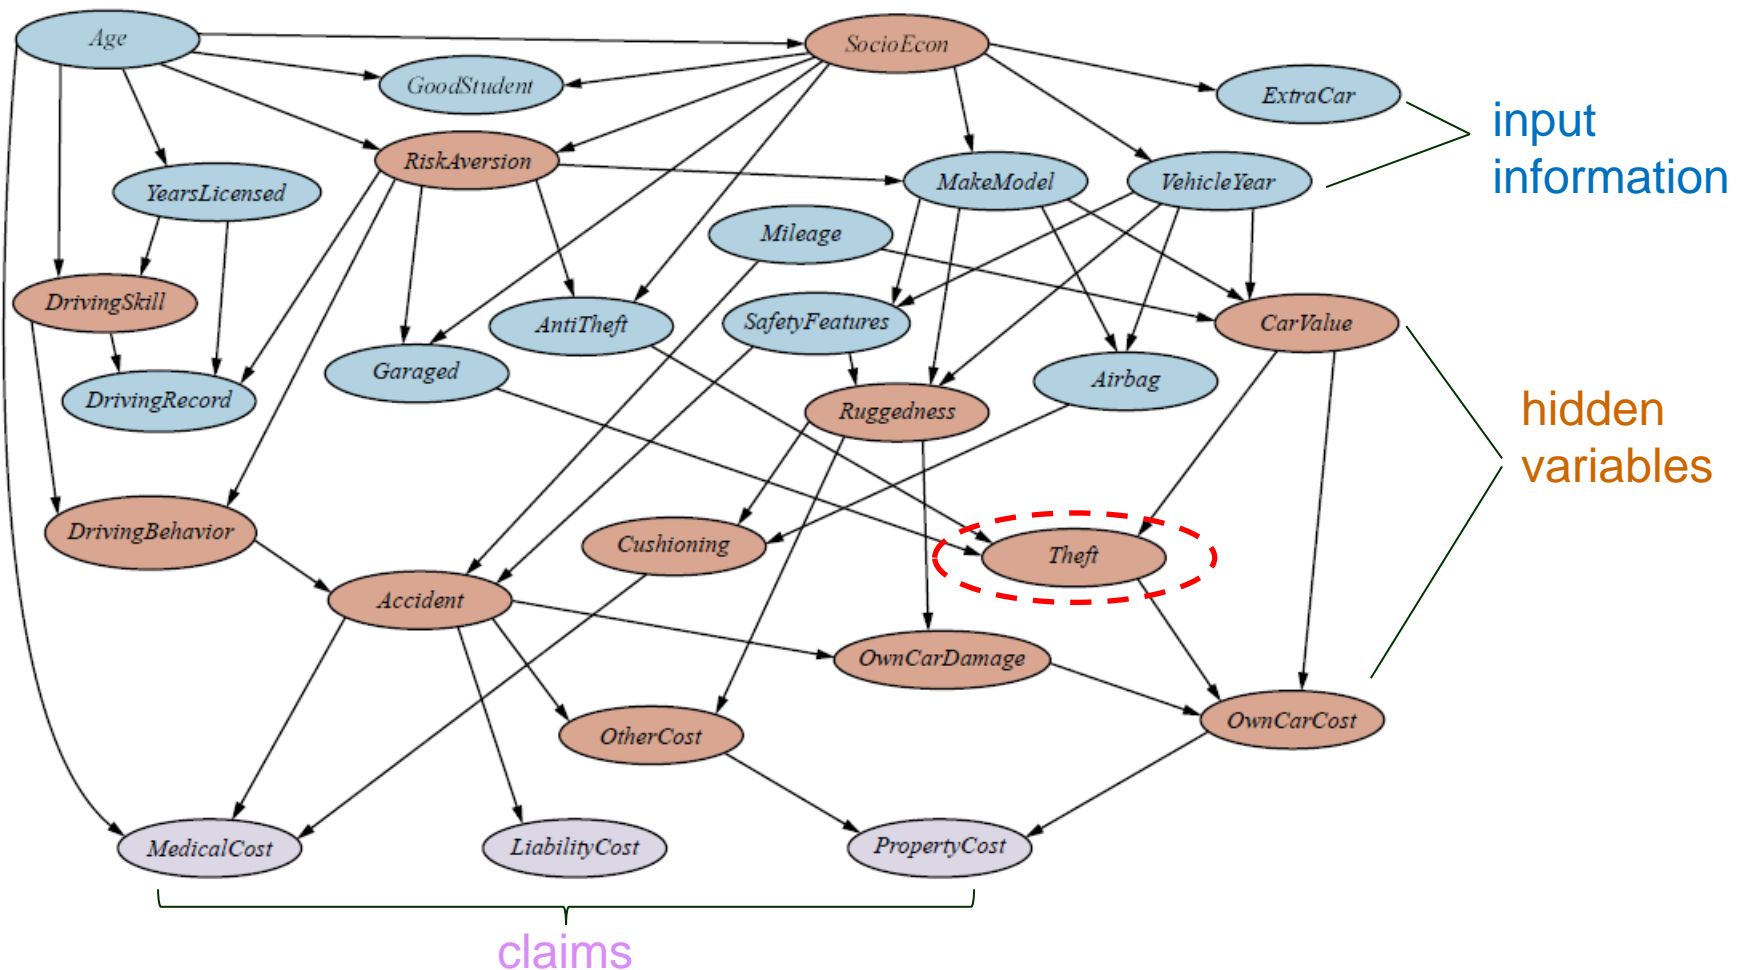 Age
SocioEcon
GoodStudent
ExtraCar
input
information
RiskAversion
YearsLicensed
MakeModel
VehicleYear
Mileage
DrivingSkill
AntiTheft
SafetyFeatures
CarValue
Garaged
Airbag
DrivingRecord
Ruggedness
hidden
variables
DrivingBehavior
Cushioning
Theft
Accident
OwnCarDamage
OwnCarCost
OtherCost
MedicalCost
LiabilityCost
PropertyCost
claims